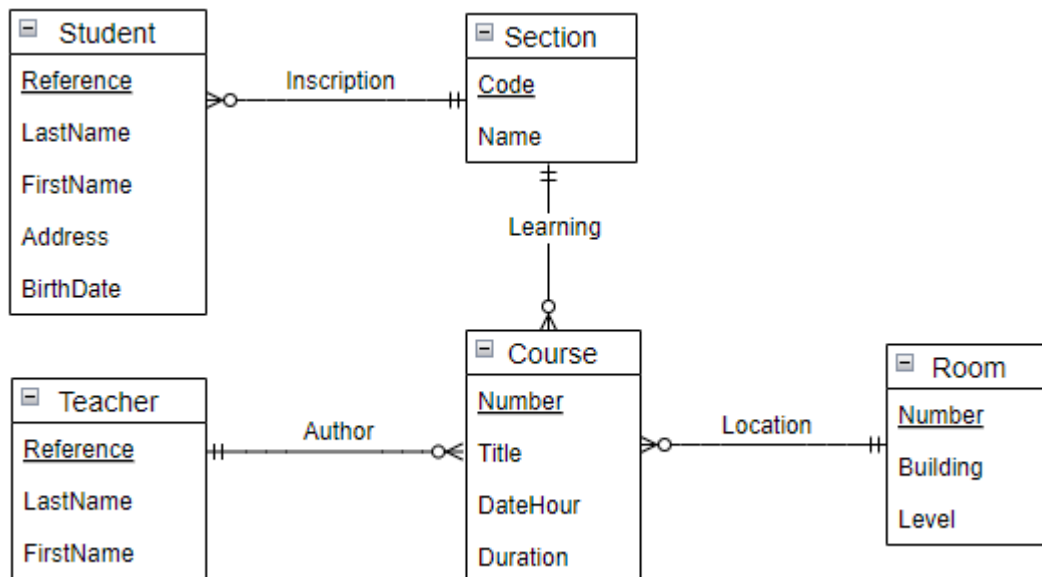 Student
Reference
LastName
FirstName
Address
BirthDate
Inscription
Section
Code
Name
Learning
Teacher
Reference
LastName
FirstName
Author
Course
Number
Title
DateHour
Duration
Location
Room
Number
Building
Level